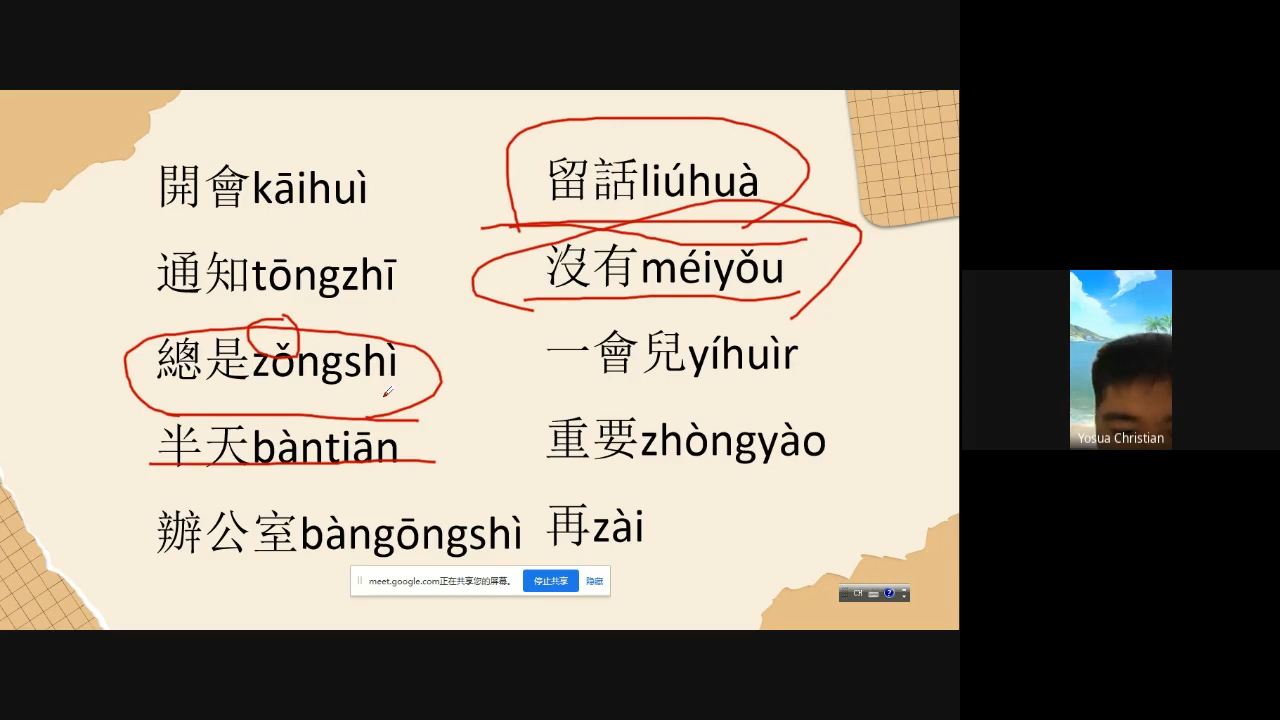 開會kāihuì
通知tōngzhī
總是zǒngshì
半天bàntiān
辦公室bàngōngshì
留話liúhuà
沒有méiyǒu
一會兒yíhuìr
重要zhòngyào
再zài
meet.google.com正在共享您的屏幕。 停止共享 隐藏
CH
Yosua Christian